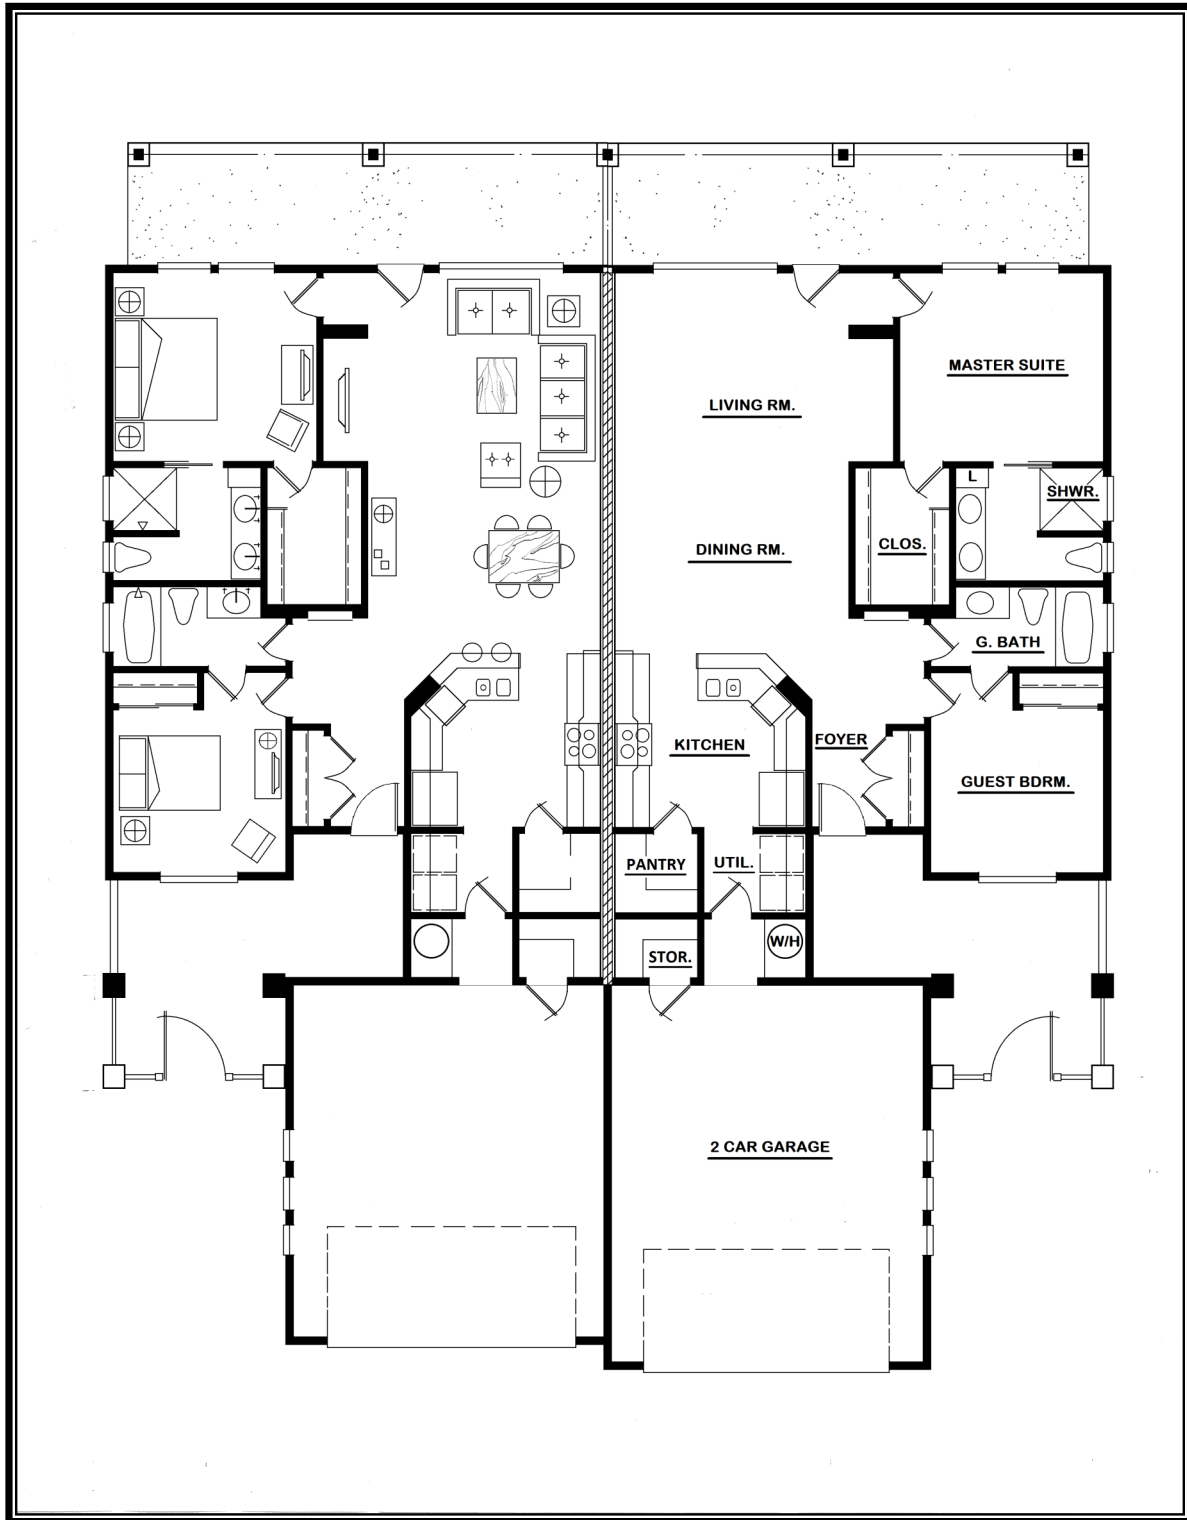 MASTER SUITE
LIVING RM.
L
SHWR.
DINING RM.
CLOS.
G. BATH
FOYER
KITCHEN
GUEST BDRM.
PANTRY
UTIL.
W/H
STOR.
2 CAR GARAGE